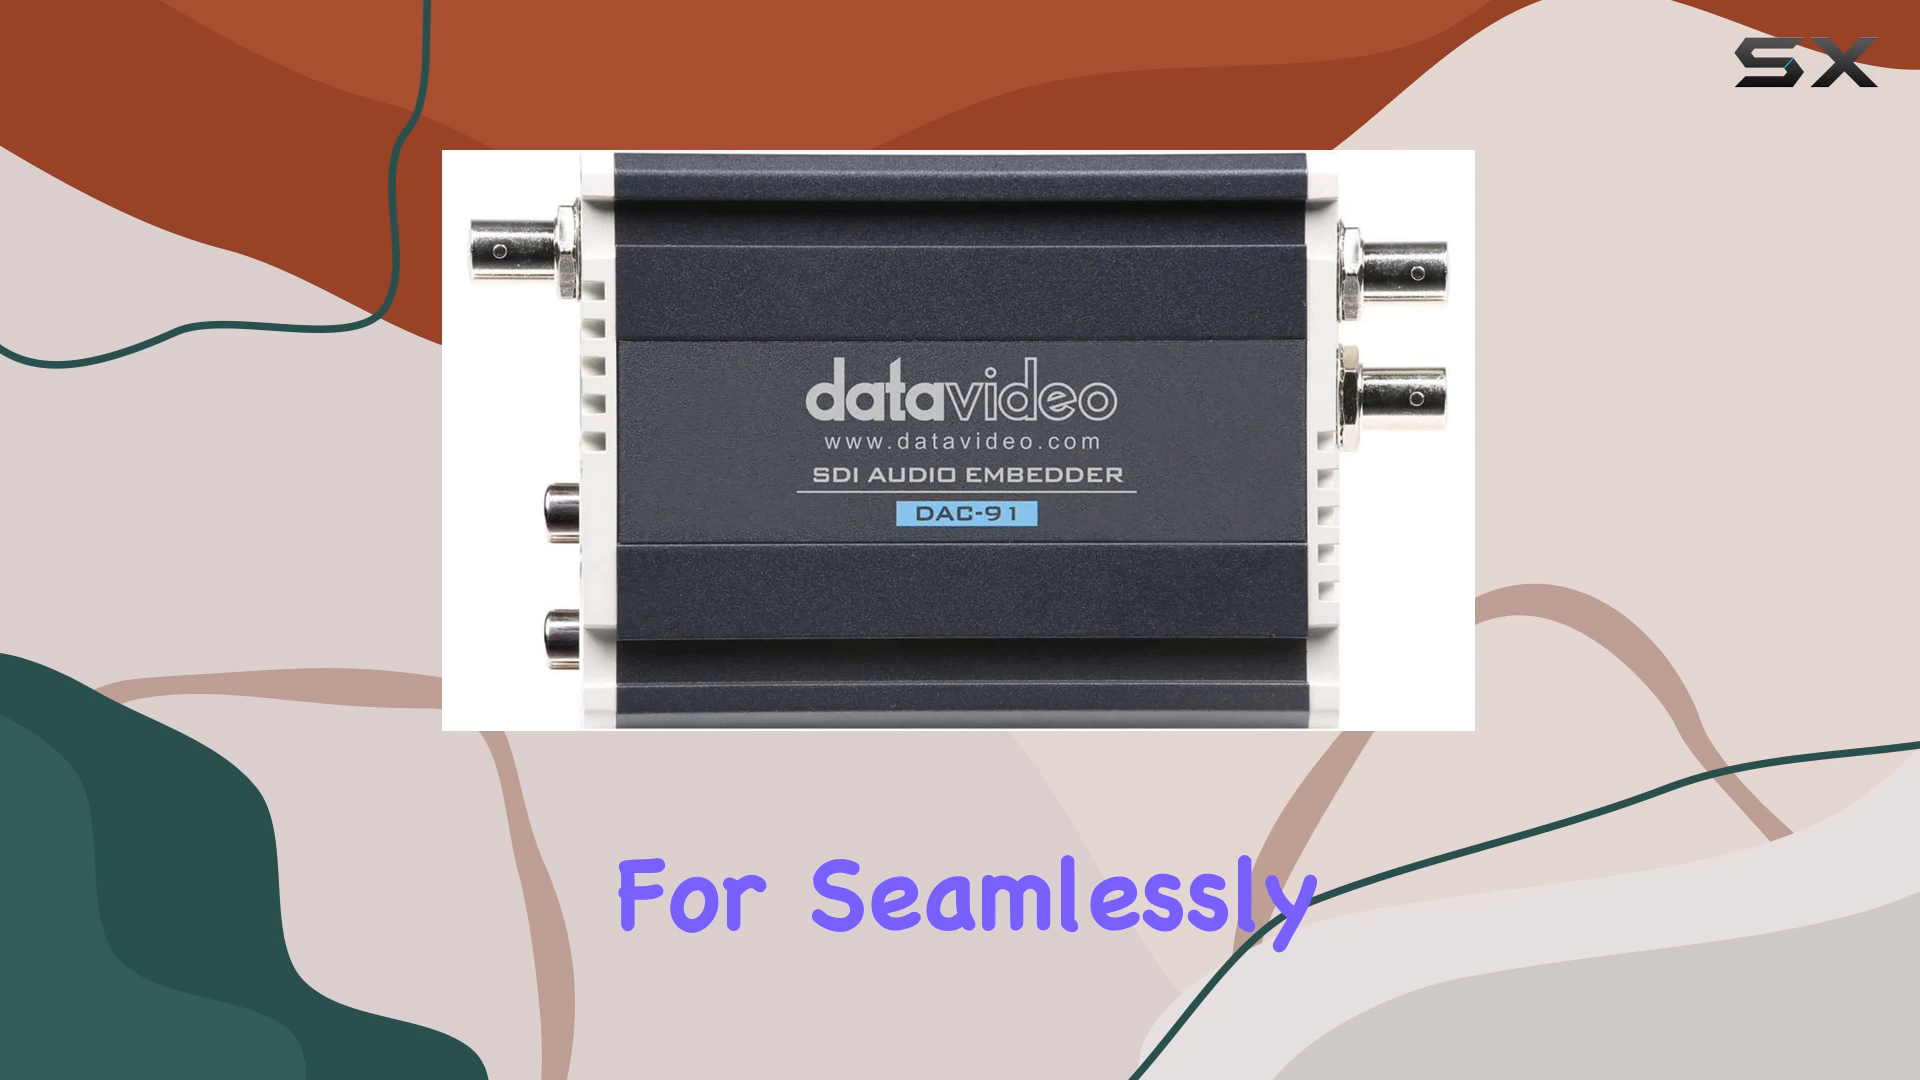 SX
datavideo
www.datavideo.com
SDI AUDIO EMBEDDER
DAC-91
For Seamlessly